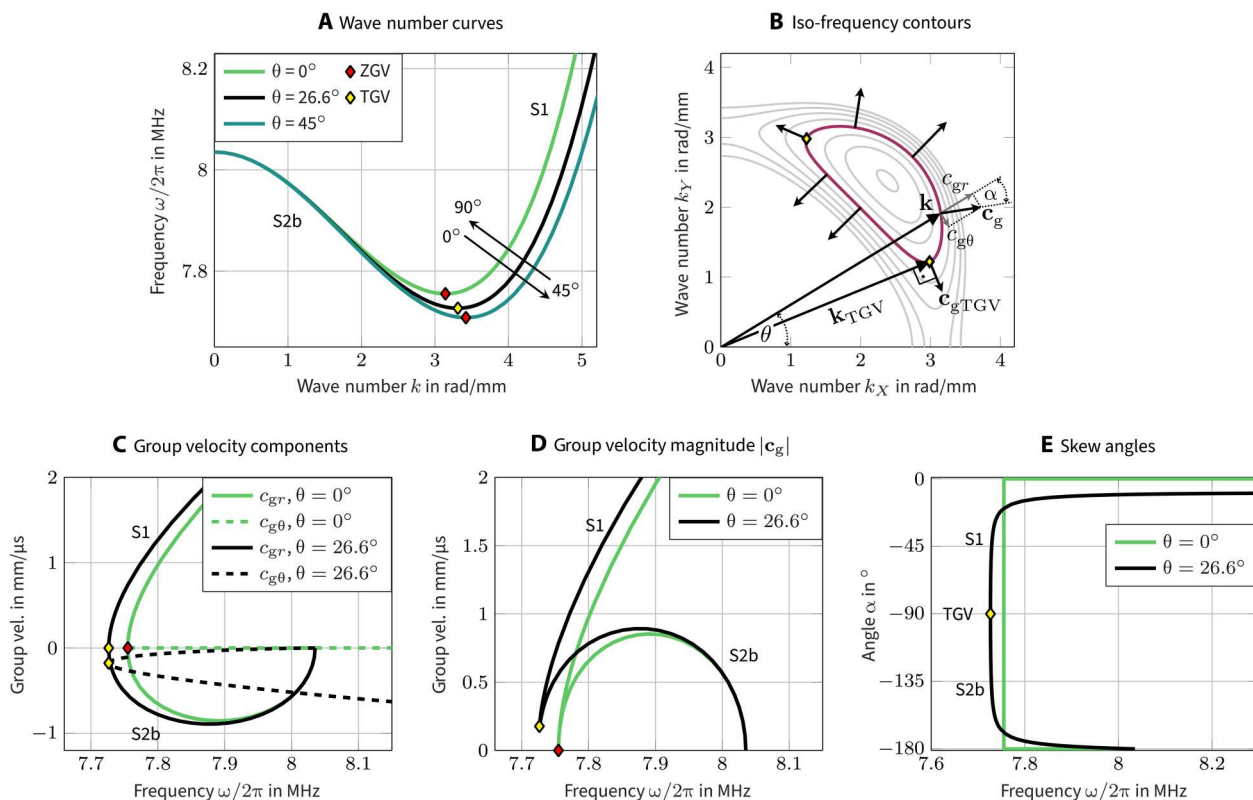 A Wave number curves
8.2
8
7.8
0
1
2
3
4
5
Frequency ω/2π in MHz
Wave number k in rad/mm
θ = 0°
θ = 26.6°
θ = 45°
ZGV
TGV
S1
S2b
90°
0°
45°
B Iso-frequency contours
4
3
2
1
0
0
1
2
3
4
Wave number k_Y in rad/mm
Wave number k_X in rad/mm
c_gr
α
k
c_g
c_gθ
c_gTGV
k_TGV
θ
C Group velocity components
2
1
0
−1
7.7
7.8
7.9
8
8.1
Group vel. in mm/µs
Frequency ω/2π in MHz
c_gr, θ = 0°
c_gθ, θ = 0°
c_gr, θ = 26.6°
c_gθ, θ = 26.6°
S1
S2b
D Group velocity magnitude |c_g|
2
1.5
1
0.5
0
7.7
7.8
7.9
8
8.1
Group vel. in mm/µs
Frequency ω/2π in MHz
θ = 0°
θ = 26.6°
S1
S2b
E Skew angles
0
−45
−90
−135
−180
7.6
7.8
8
8.2
Angle α in °
Frequency ω/2π in MHz
θ = 0°
θ = 26.6°
S1
TGV
S2b